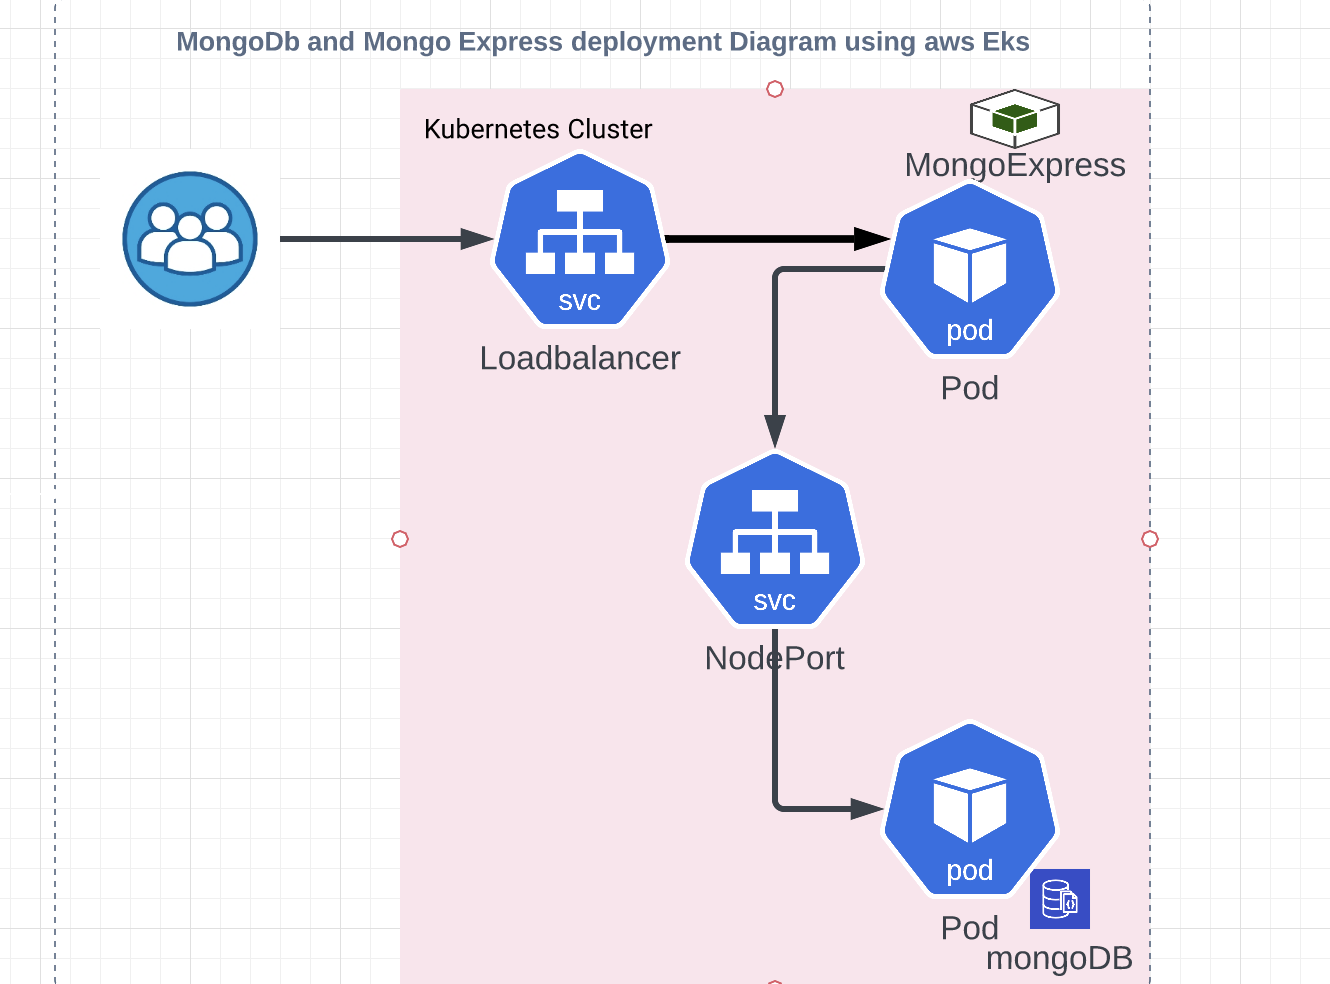 MongoDb and Mongo Express deployment Diagram using aws Eks
Kubernetes Cluster
MongoExpress
svc
Loadbalancer
pod
Pod
svc
NodePort
pod
Pod
mongoDB